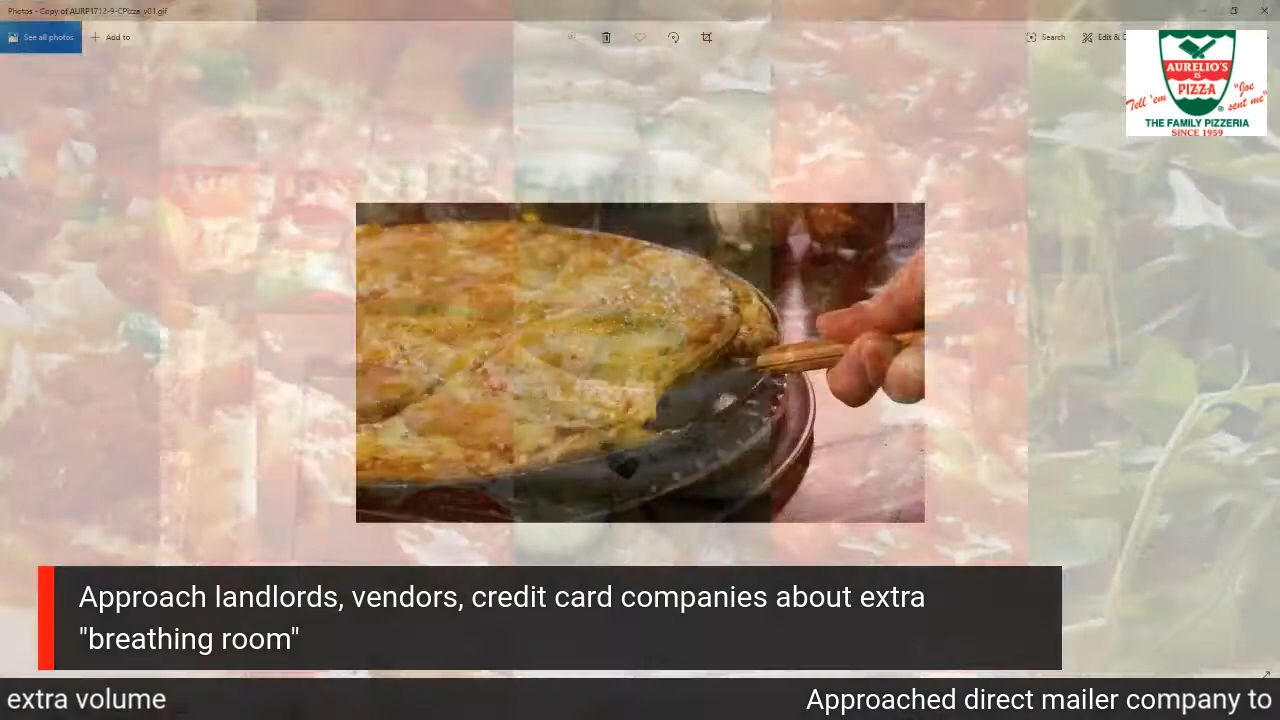 Photos - Copy of AURP1712-9-CPizza_v01.gif
See all photos
Add to
Search
Edit &
AURELIO'S
IS
PIZZA
Tell 'em
"Joe
sent me"
®
THE FAMILY PIZZERIA
SINCE 1959
Approach landlords, vendors, credit card companies about extra
"breathing room"
extra volume
Approached direct mailer company to